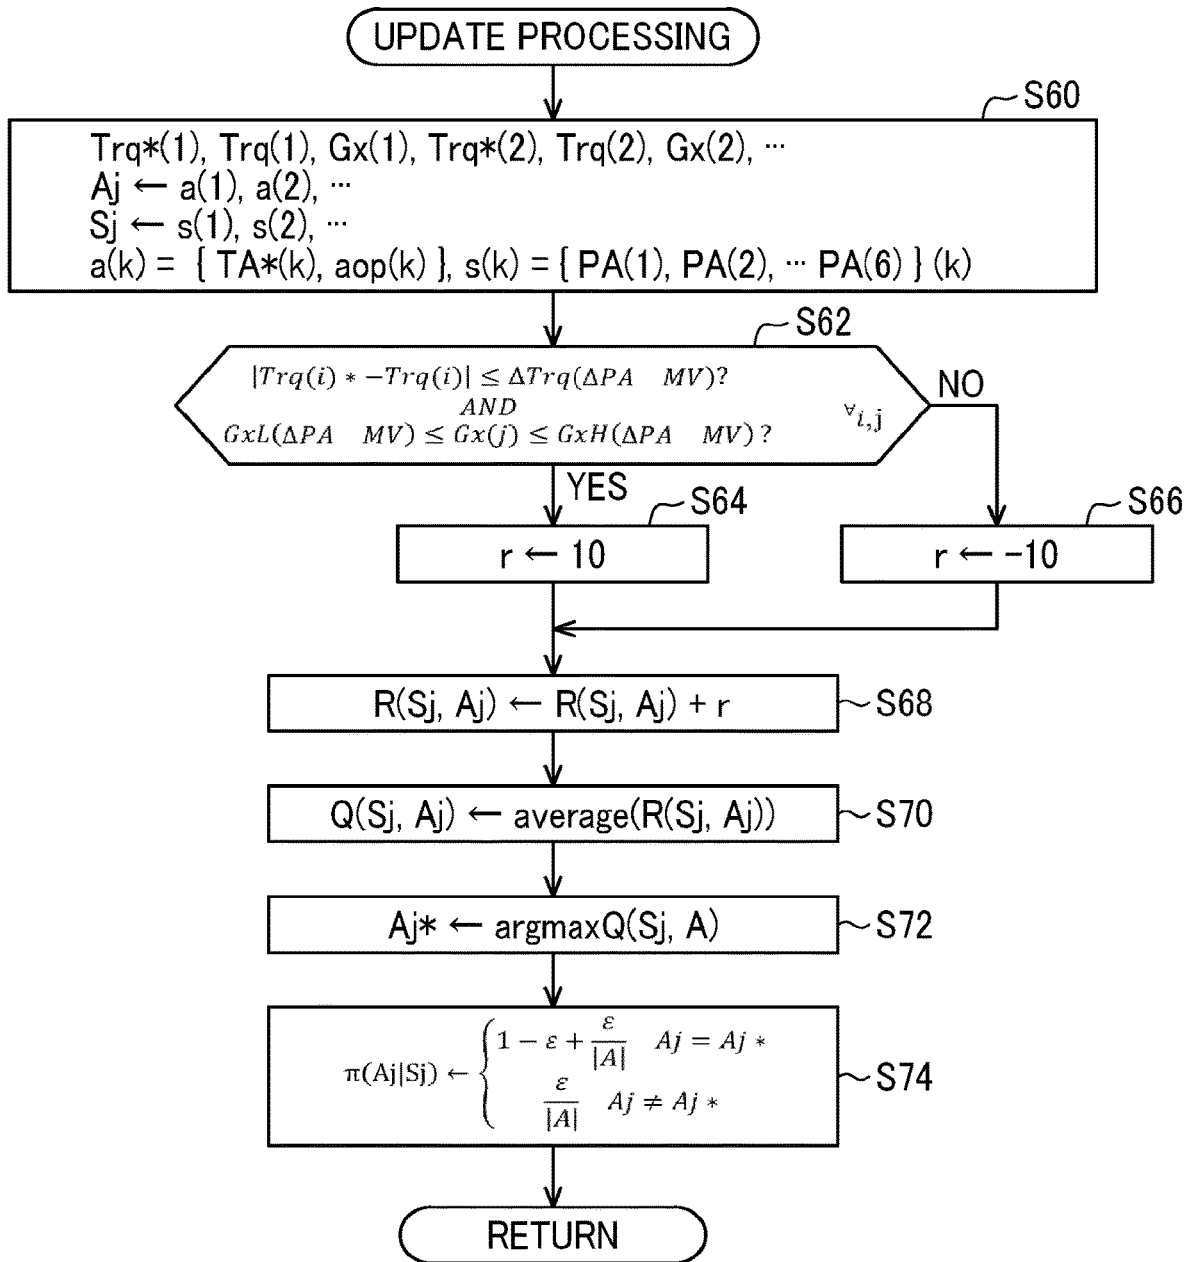 UPDATE PROCESSING
S60
Trq*(1), Trq(1), Gx(1), Trq*(2), Trq(2), Gx(2), ···
Aj ← a(1), a(2), ···
Sj ← s(1), s(2), ···
a(k) = { TA*(k), aop(k) }, s(k) = { PA(1), PA(2), ··· PA(6) } (k)
S62
|Trq(i) * −Trq(i)| ≤ ΔTrq(ΔPA MV)?
AND
GxL(ΔPA MV) ≤ Gx(j) ≤ GxH(ΔPA MV) ?
∀i,j
NO
YES
S64
r ← 10
S66
r ← -10
R(Sj, Aj) ← R(Sj, Aj) + r
S68
Q(Sj, Aj) ← average(R(Sj, Aj))
S70
Aj* ← argmaxQ(Sj, A)
S72
π(Aj|Sj) ← { 1 − ε + ε/|A| Aj = Aj *
ε/|A| Aj ≠ Aj *
S74
RETURN